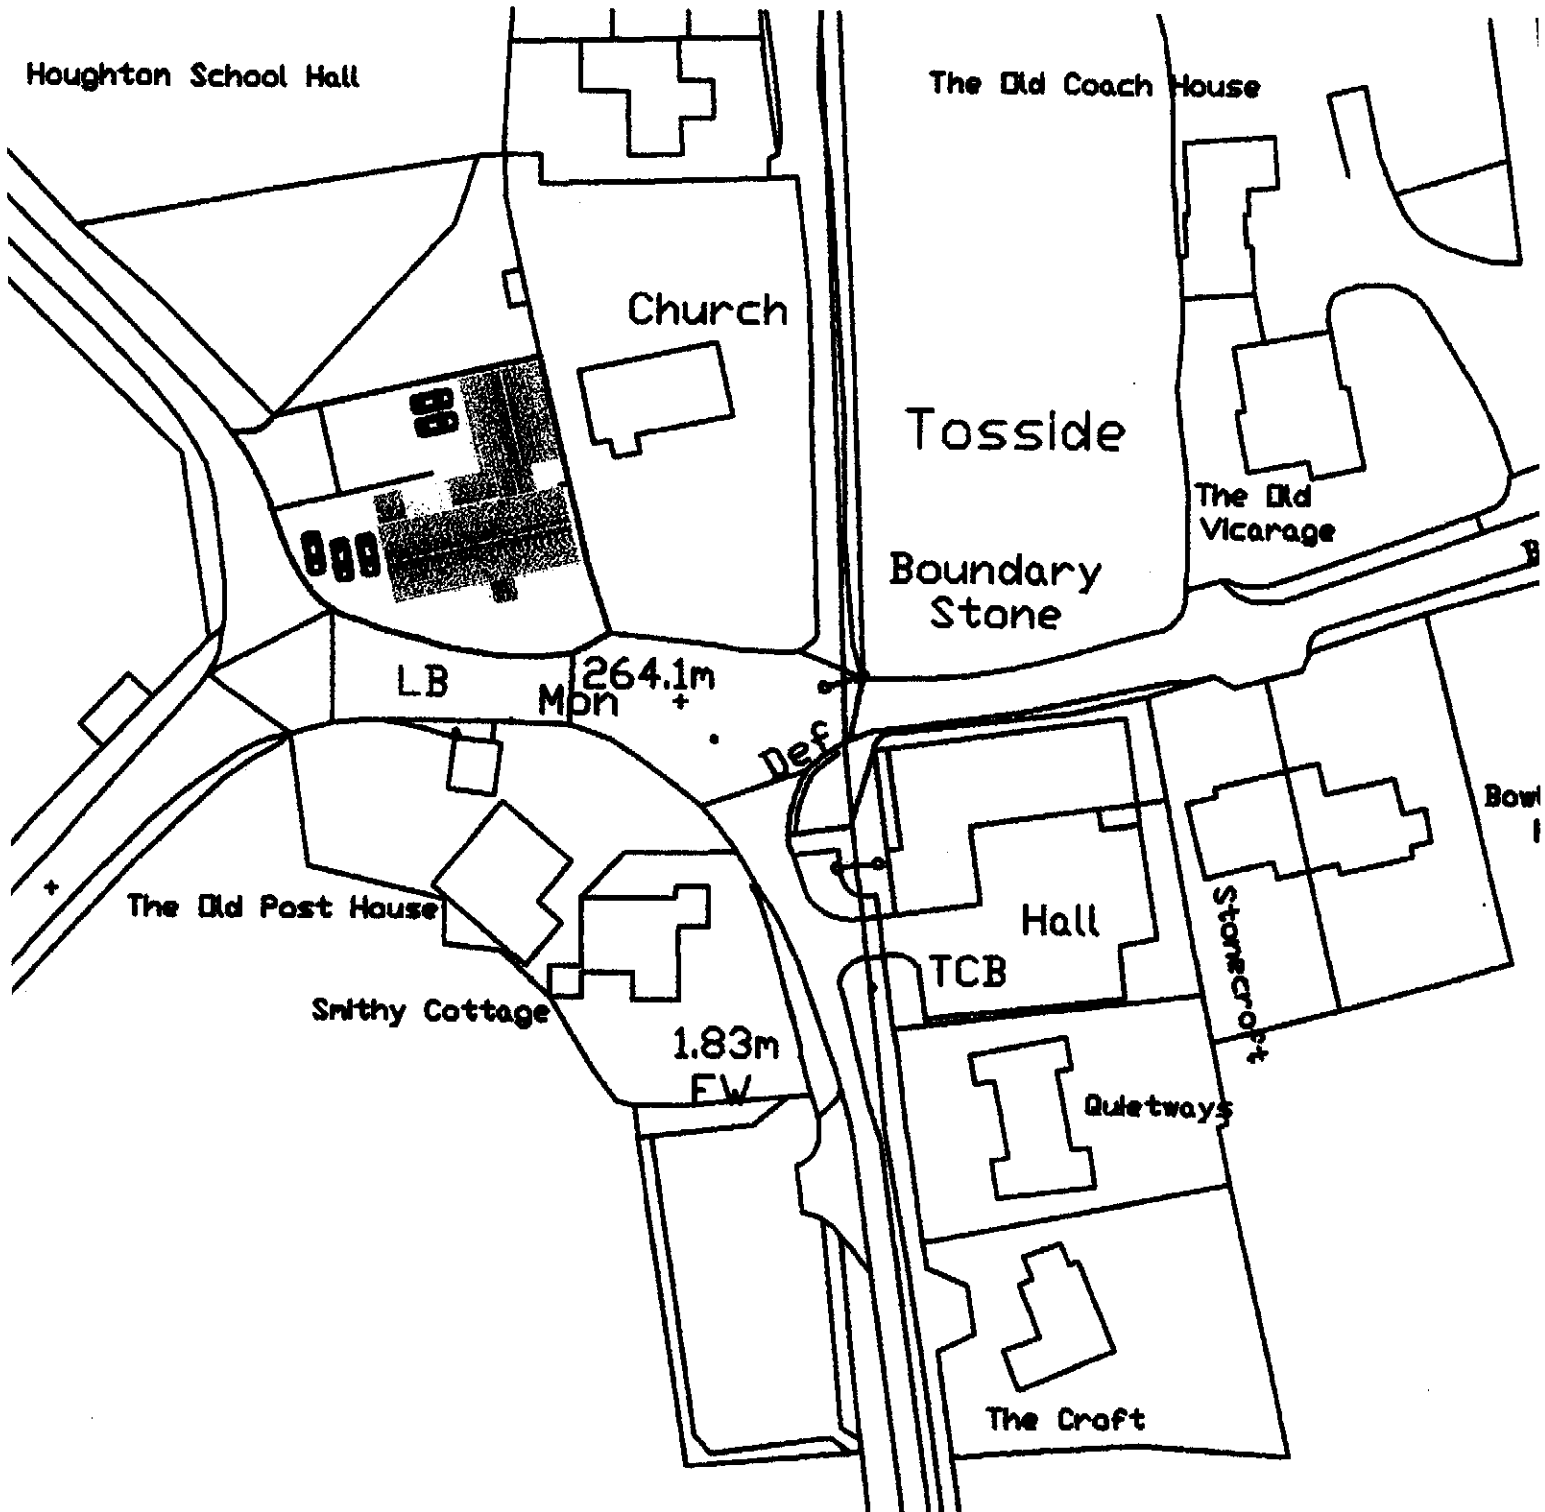 Houghton School Hall
The Old Coach House
Church
Tosside
The Old
Vicarage
Boundary
Stone
B
LB
264.1m
Mon
Def
Bowl
The Old Post House
Hall
Stonecroft
TCB
Smithy Cottage
1.83m
FW
Quietways
The Croft